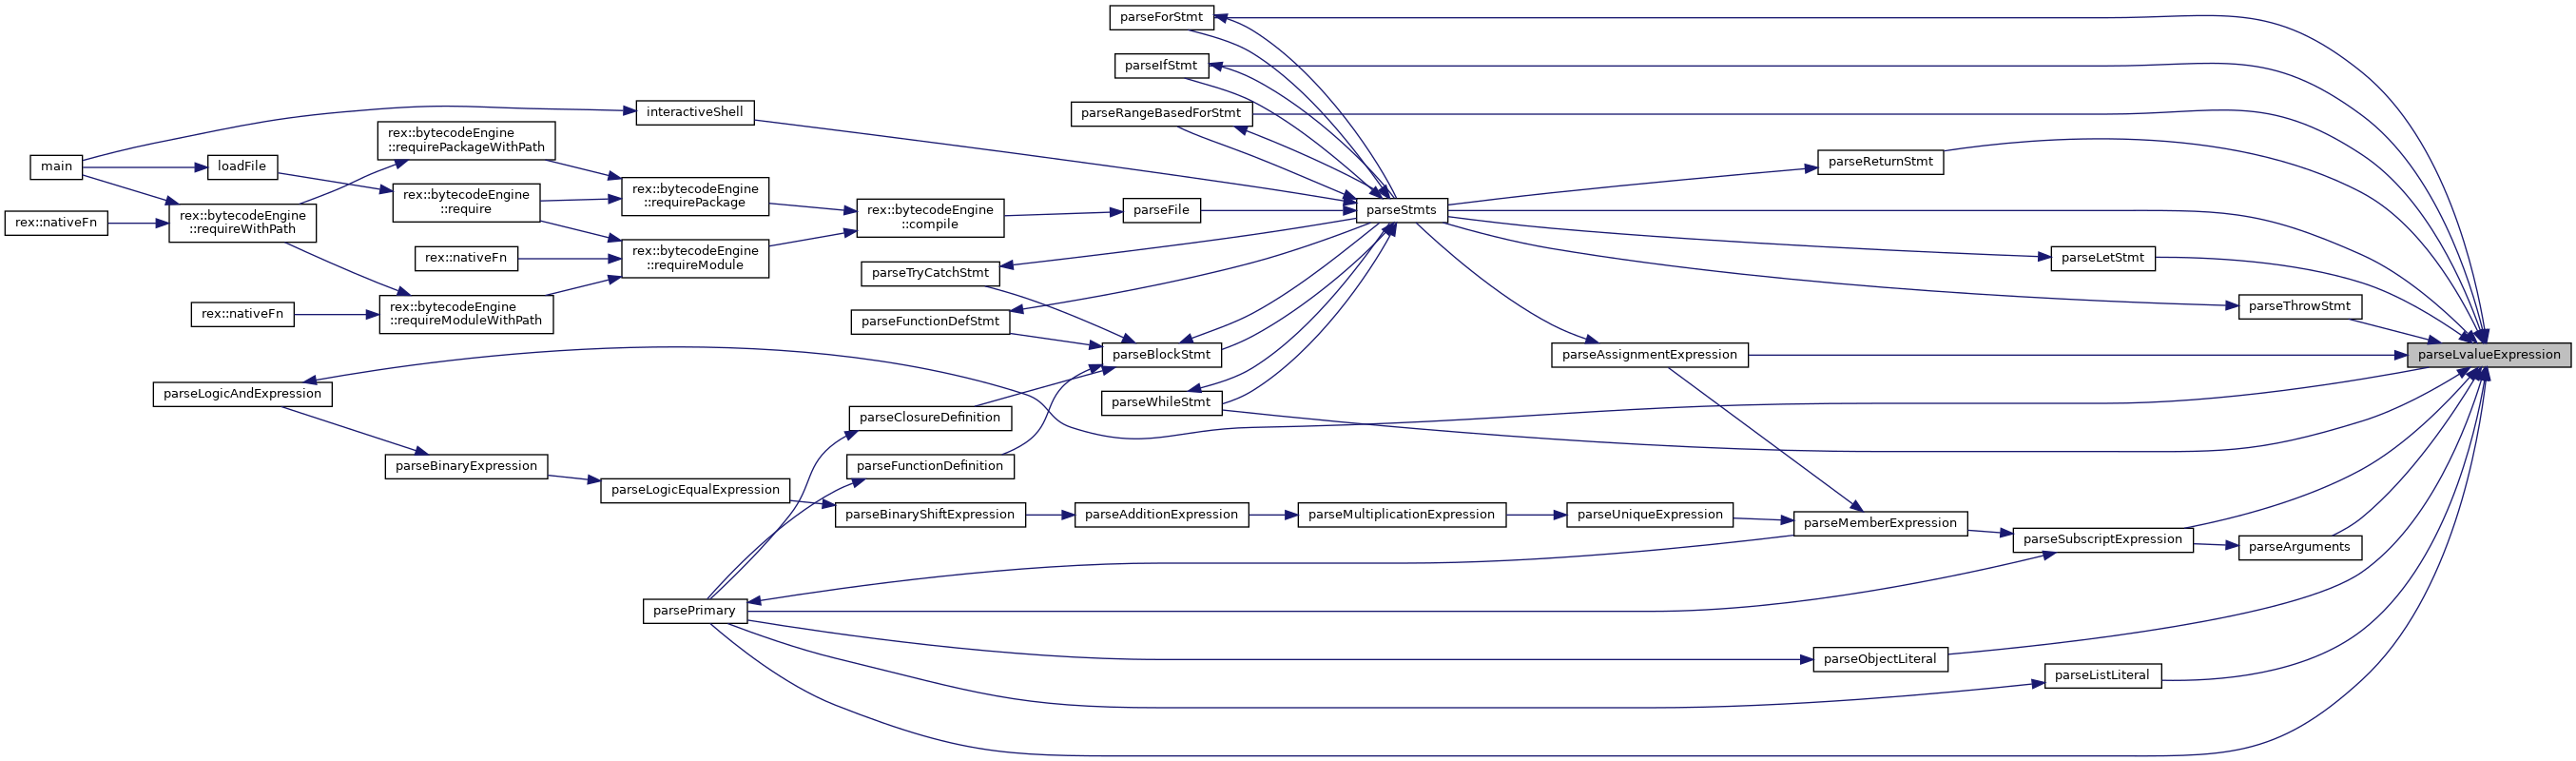 parseForStmt
parseIfStmt
interactiveShell
parseRangeBasedForStmt
rex::bytecodeEngine
::requirePackageWithPath
main
loadFile
parseReturnStmt
rex::bytecodeEngine
::require
rex::bytecodeEngine
::requirePackage
rex::nativeFn
rex::bytecodeEngine
::requireWithPath
rex::bytecodeEngine
::compile
parseFile
parseStmts
rex::nativeFn
rex::bytecodeEngine
::requireModule
parseLetStmt
parseTryCatchStmt
rex::nativeFn
rex::bytecodeEngine
::requireModuleWithPath
parseFunctionDefStmt
parseThrowStmt
parseBlockStmt
parseAssignmentExpression
parseLvalueExpression
parseLogicAndExpression
parseWhileStmt
parseClosureDefinition
parseBinaryExpression
parseFunctionDefinition
parseLogicEqualExpression
parseBinaryShiftExpression
parseAdditionExpression
parseMultiplicationExpression
parseUniqueExpression
parseMemberExpression
parseSubscriptExpression
parseArguments
parsePrimary
parseObjectLiteral
parseListLiteral